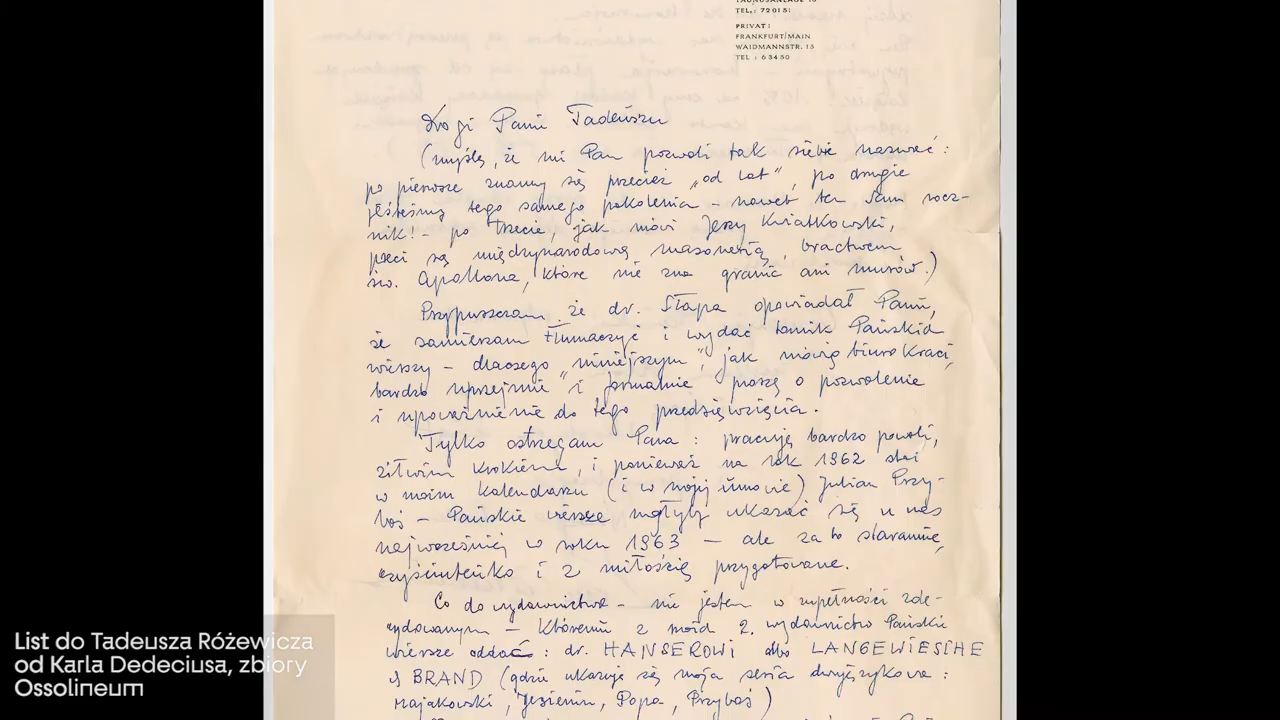 TAUNUSANLAGE
TEL.: 72051
PRIVAT:
FRANKFURT/MAIN
WAIDMANNSTR. 15
TEL : 63450
Drogi Panie Tadeuszu
(myślę, że mi Pan pozwoli tak siebie nazwać:
po pierwsze znamy się przecież „od lat", po drugie
jesteśmy tego samego pokolenia – nawet ten sam rocz-
nik! – po trzecie, jak mówi Jerzy Kwiatkowski,
poeci są międzynarodową masonerią, bractwem
św. Apollona, które nie zna granic ani murów.)
Przypuszczam, że dr. Słapa opowiadał Panu,
że zamierzam tłumaczyć i wydać tomik Pańskich
wierszy – dlaczego „niniejszym", jak mówią biurokraci,
bardzo uprzejmie i formalnie proszę o pozwolenie
i upoważnienie do tego przedsięwzięcia.
Tylko ostrzegam Pana: pracuję bardzo powoli,
żółwim krokiem, i ponieważ na rok 1962 stoi
w moim kalendarzu (i w mojej umowie) Julian Przy-
boś – Pańskie wiersze mogłyby ukazać się u nas
najwcześniej w roku 1963 – ale za to starannie,
czyściuteńko i z miłością przygotowane.
Co do wydawnictwa – nie jestem w zupełności zde-
cydowanym – któremu z moich 2 wydawnictw Pańskie
wiersze oddać: dr. HANSEROWI albo LANGEWIESCHE
BRAND (gdzie ukazuje się moja seria dwujęzykowa:
Majakowski, Jesienin, Popa, Przyboś)
List do Tadeusza Różewicza
od Karla Dedeciusa, zbiory
Ossolineum